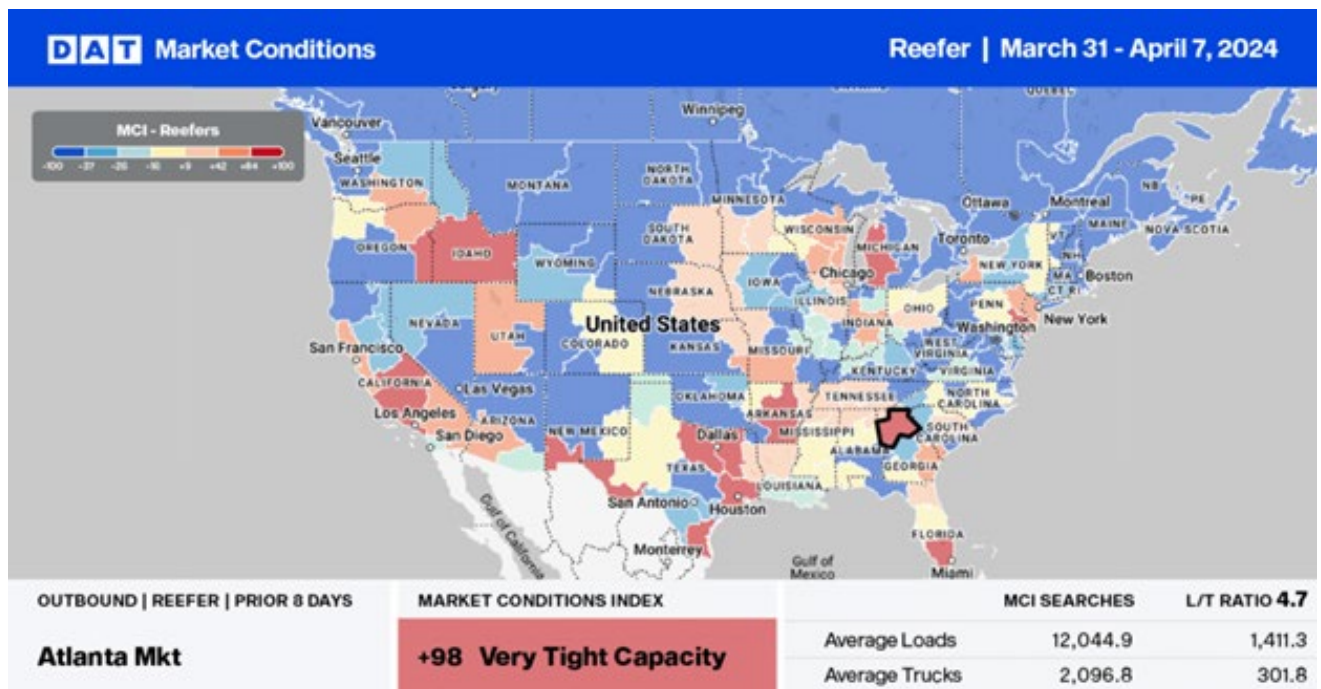 DAT Market Conditions
Reefer | March 31 - April 7, 2024
MCI - Reefers
-100 -37 -26 -16 +9 +42 +84 +100
QUEBEC
Winnipeg
Vancouver
Seattle
WASHINGTON
MONTANA
NORTH
DAKOTA
MINNESOTA
Ottawa
Montreal
NB
PE
MAINE
NOVA SCOTIA
OREGON
IDAHO
SOUTH
DAKOTA
WISCONSIN
MICHIGAN
Toronto
VT
NH
WYOMING
NEW YORK
MA
Boston
Chicago
CT RI
NEBRASKA
IOWA
NEVADA
UTAH
United States
ILLINOIS
INDIANA
OHIO
PENN
New York
COLORADO
KANSAS
MISSOURI
Washington
WEST
VIRGINIA
San Francisco
CALIFORNIA
Las Vegas
KENTUCKY
VIRGINIA
OKLAHOMA
TENNESSEE
NORTH
CAROLINA
Los Angeles
ARIZONA
NEW MEXICO
ARKANSAS
San Diego
Dallas
MISSISSIPPI
SOUTH
CAROLINA
ALABAMA
GEORGIA
TEXAS
LOUISIANA
San Antonio
Houston
Gulf of California
FLORIDA
Monterrey
Gulf of
Mexico
Miami
OUTBOUND | REEFER | PRIOR 8 DAYS
Atlanta Mkt
MARKET CONDITIONS INDEX
+98 Very Tight Capacity
MCI SEARCHES L/T RATIO 4.7
Average Loads 12,044.9 1,411.3
Average Trucks 2,096.8 301.8